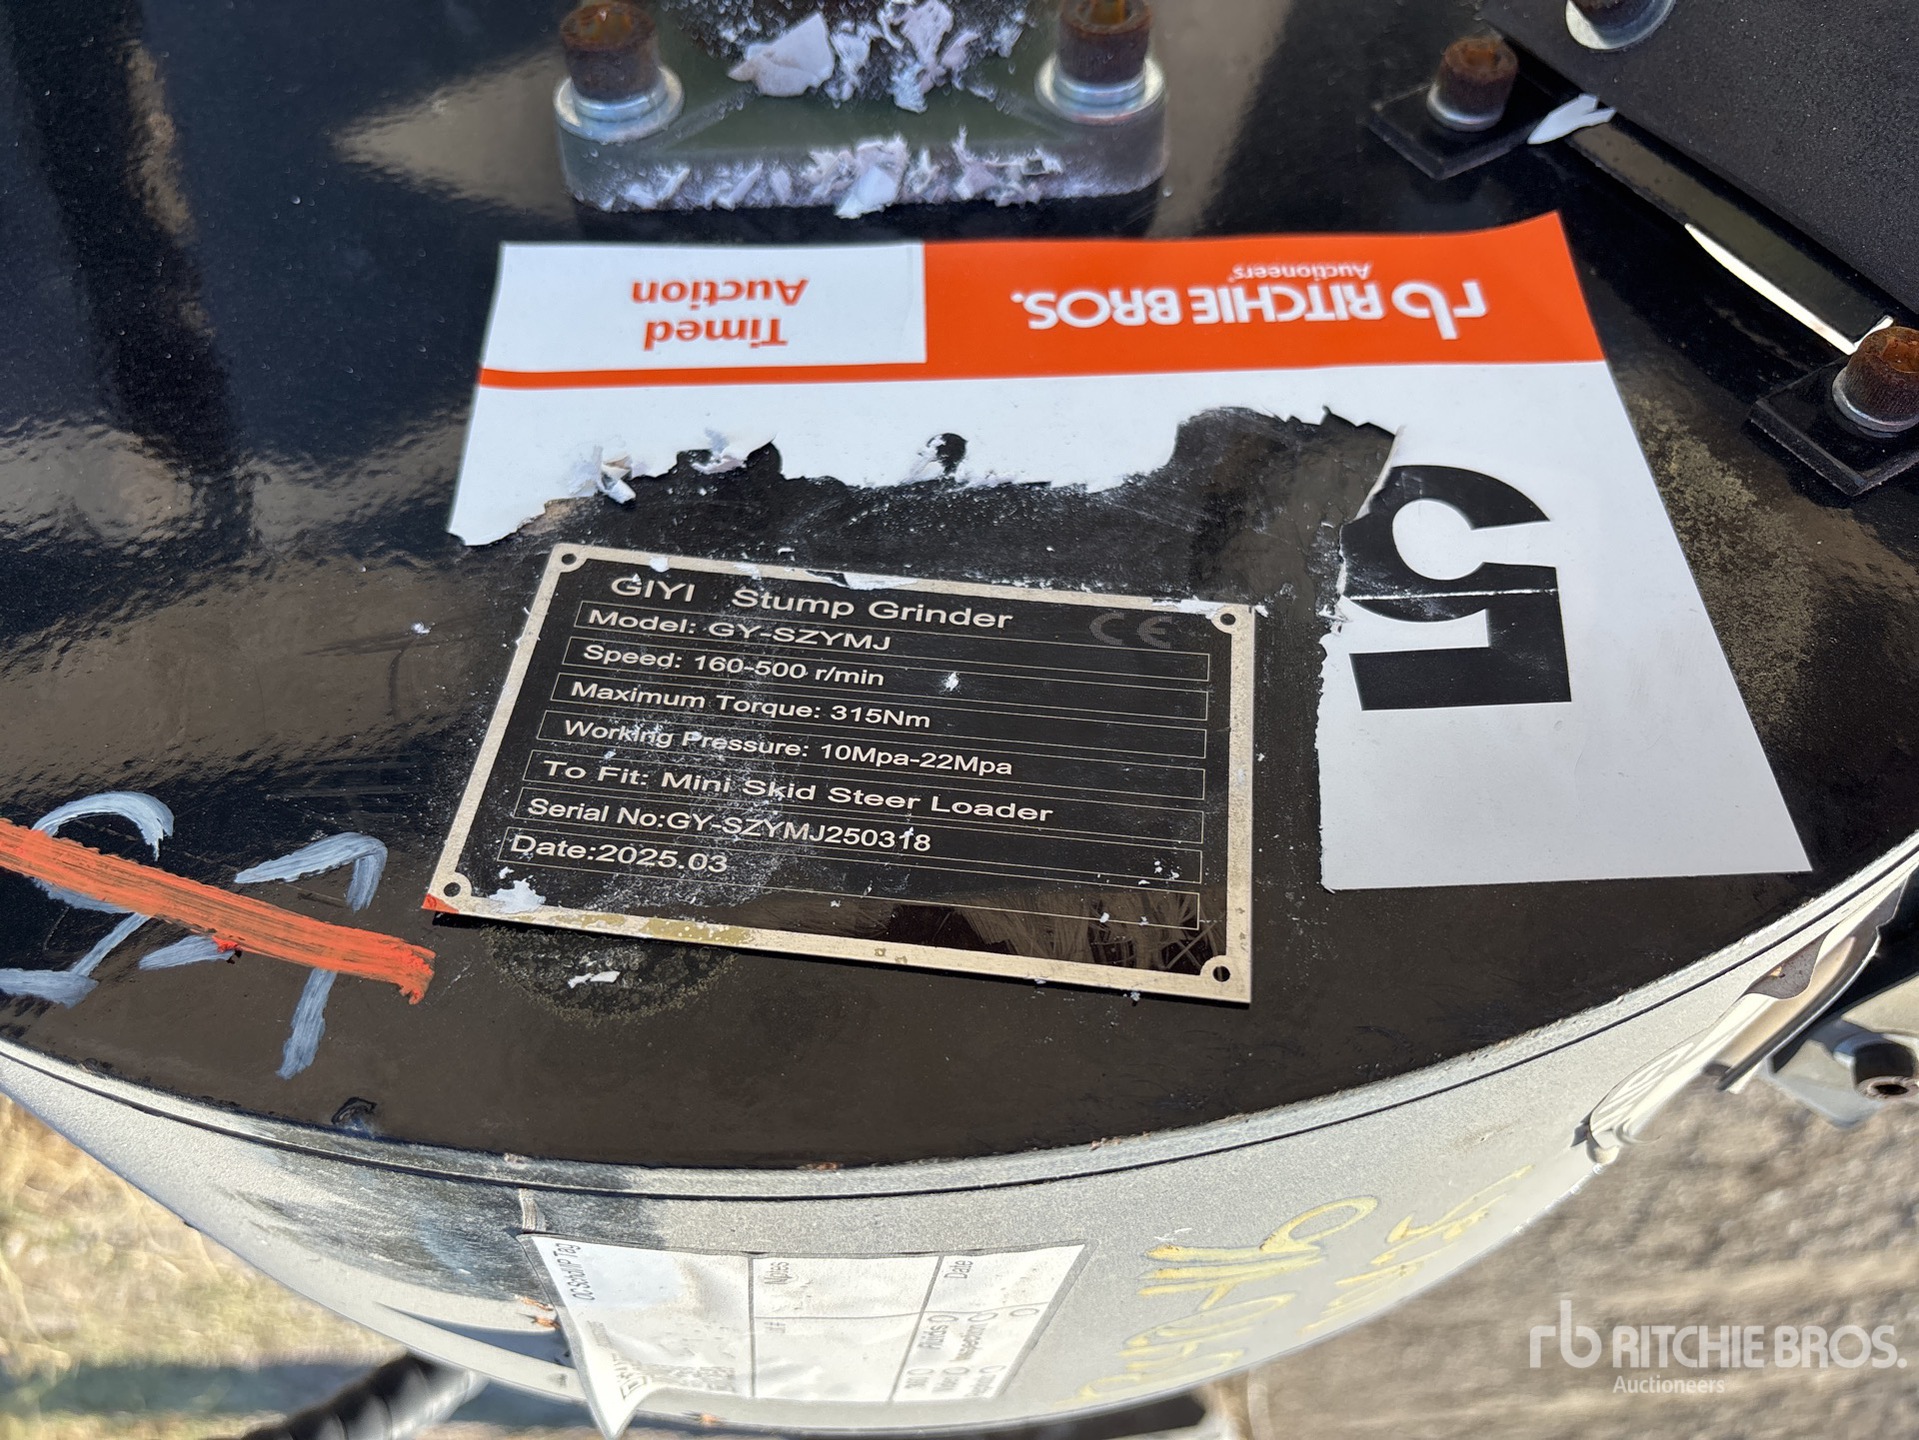 rb RITCHIE BROS.
Auctioneers
Timed
Auction
15
GIYI Stump Grinder
CE
Model: GY-SZYMJ
Speed: 160-500 r/min
Maximum Torque: 315Nm
Working Pressure: 10Mpa-22Mpa
To Fit: Mini Skid Steer Loader
Serial No:GY-SZYMJ250318
Date:2025.03
Notes
Date
rb RITCHIE BROS.
Auctioneers